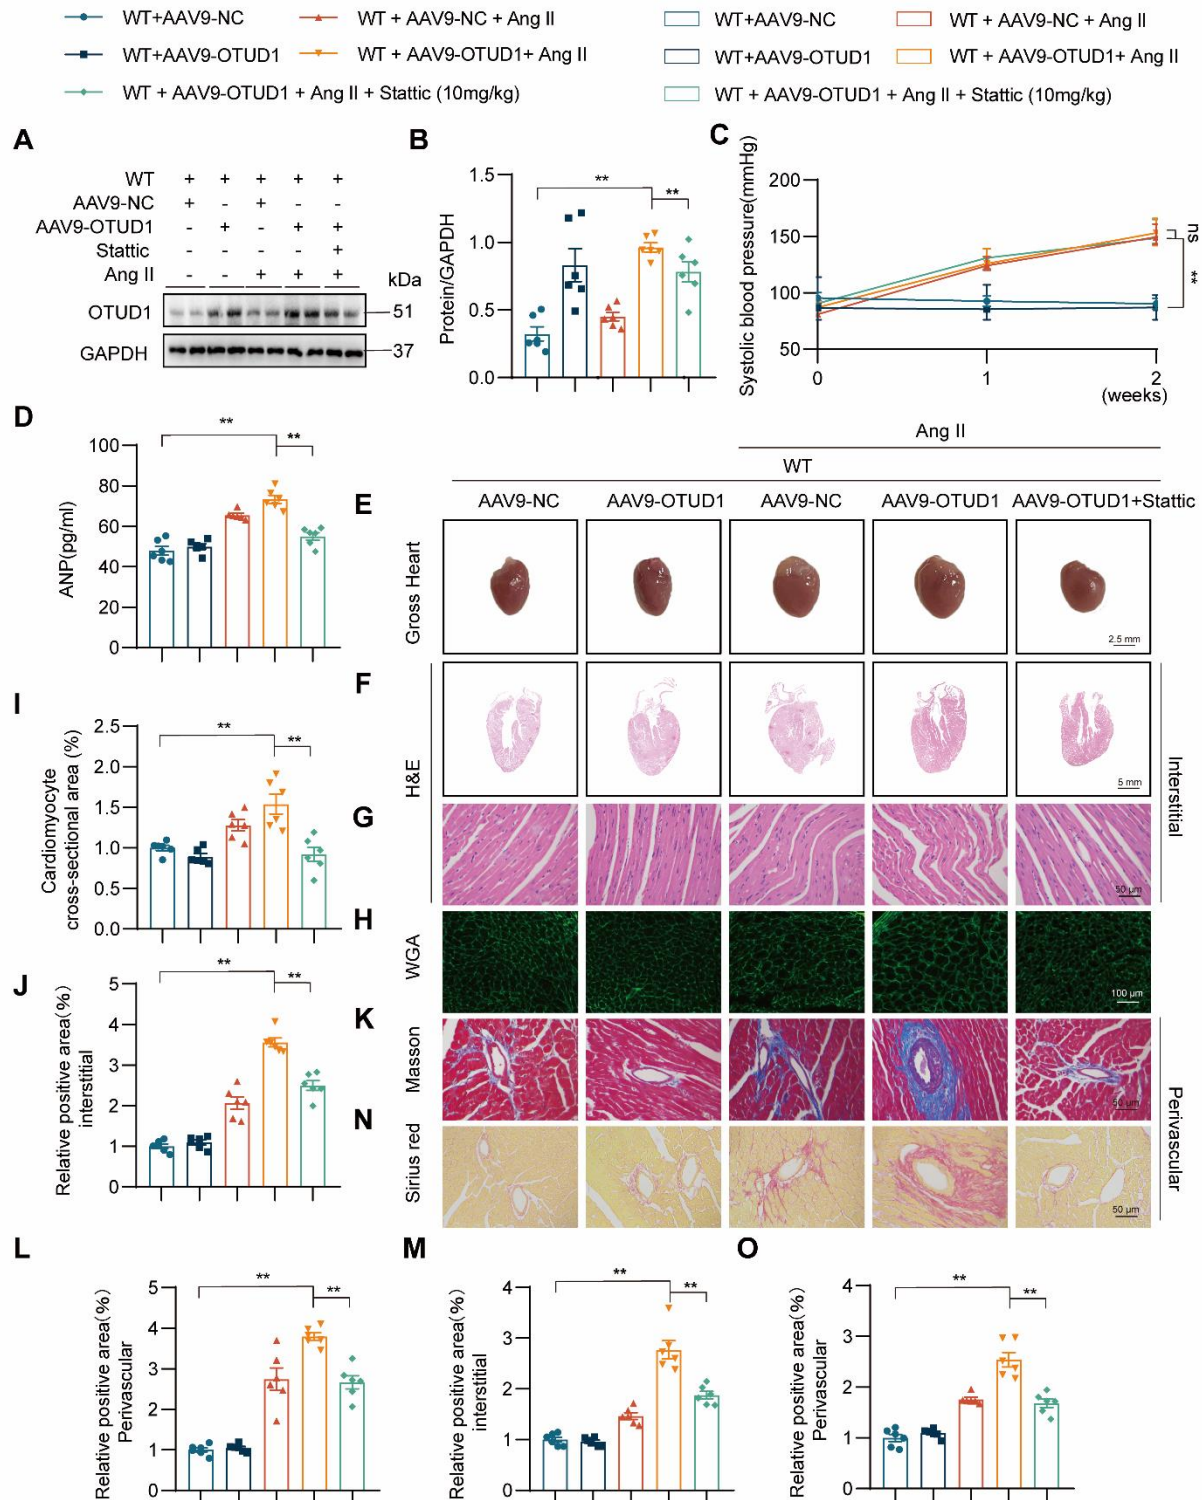 WT+AAV9-NC
WT + AAV9-NC + Ang II
WT+AAV9-NC
WT + AAV9-NC + Ang II
WT+AAV9-OTUD1
WT + AAV9-OTUD1+ Ang II
WT+AAV9-OTUD1
WT + AAV9-OTUD1+ Ang II
WT + AAV9-OTUD1 + Ang II + Stattic (10mg/kg)
WT + AAV9-OTUD1 + Ang II + Stattic (10mg/kg)
A
WT + + + + +
AAV9-NC + - + - -
AAV9-OTUD1 - + - + +
Stattic - - - - +
Ang II - - + + +
kDa
OTUD1 51
GAPDH 37
B
Protein/GAPDH
1.5
1.0
0.5
0.0
**
**
C
Systolic blood pressure(mmHg)
200
150
100
50
0 1 2
(weeks)
ns
**
D
ANP(pg/ml)
100
80
60
40
20
0
**
**
Ang II
WT
AAV9-NC AAV9-OTUD1 AAV9-NC AAV9-OTUD1 AAV9-OTUD1+Stattic
E
Gross Heart
2.5 mm
F
H&E
5 mm
Interstitial
G
50 µm
H
WGA
100 µm
I
Cardiomyocyte
cross-sectional area (%)
2.5
2.0
1.5
1.0
0.5
0.0
**
**
J
Relative positive area(%)
interstitial
5
4
3
2
1
0
**
**
K
Masson
50 µm
Perivascular
N
Sirius red
50 µm
L
Relative positive area(%)
Perivascular
5
4
3
2
1
0
**
**
M
Relative positive area(%)
interstitial
4
3
2
1
0
**
**
O
Relative positive area(%)
Perivascular
4
3
2
1
0
**
**